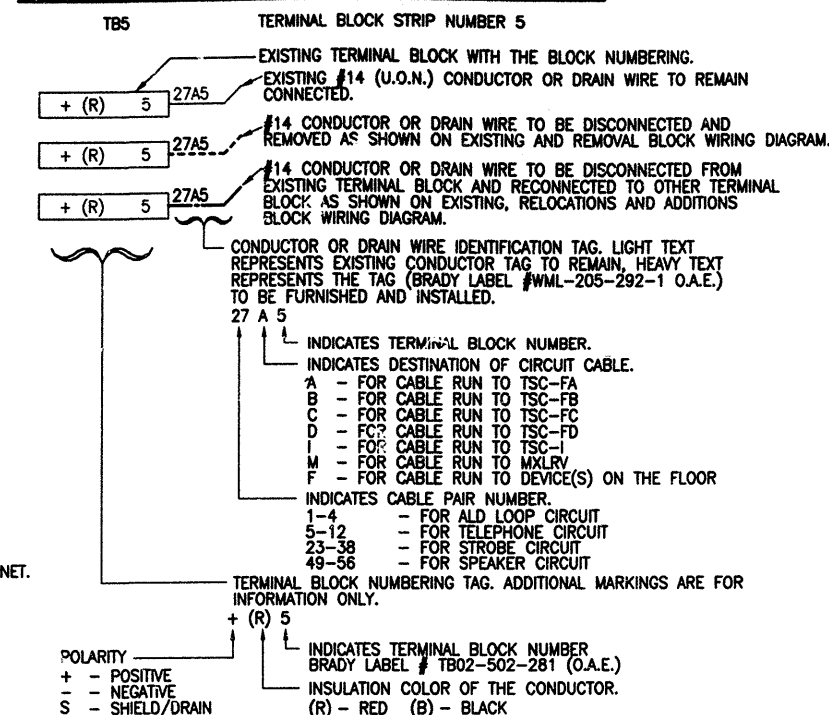 TB5 TERMINAL BLOCK STRIP NUMBER 5
EXISTING TERMINAL BLOCK WITH THE BLOCK NUMBERING.
+ (R) 5 27A5
EXISTING #14 (U.O.N.) CONDUCTOR OR DRAIN WIRE TO REMAIN
CONNECTED.
+ (R) 5 27A5
#14 CONDUCTOR OR DRAIN WIRE TO BE DISCONNECTED AND
REMOVED AS SHOWN ON EXISTING AND REMOVAL BLOCK WIRING DIAGRAM.
+ (R) 5 27A5
#14 CONDUCTOR OR DRAIN WIRE TO BE DISCONNECTED FROM
EXISTING TERMINAL BLOCK AND RECONNECTED TO OTHER TERMINAL
BLOCK AS SHOWN ON EXISTING, RELOCATIONS AND ADDITIONS
BLOCK WIRING DIAGRAM.
CONDUCTOR OR DRAIN WIRE IDENTIFICATION TAG. LIGHT TEXT
REPRESENTS EXISTING CONDUCTOR TAG TO REMAIN, HEAVY TEXT
REPRESENTS THE TAG (BRADY LABEL #WML-205-292-1 O.A.E.)
TO BE FURNISHED AND INSTALLED.
27 A 5
INDICATES TERMINAL BLOCK NUMBER.
INDICATES DESTINATION OF CIRCUIT CABLE.
A - FOR CABLE RUN TO TSC-FA
B - FOR CABLE RUN TO TSC-FB
C - FOR CABLE RUN TO TSC-FC
D - FOR CABLE RUN TO TSC-FD
I - FOR CABLE RUN TO TSC-I
M - FOR CABLE RUN TO MXLRV
F - FOR CABLE RUN TO DEVICE(S) ON THE FLOOR
INDICATES CABLE PAIR NUMBER.
1-4 - FOR ALD LOOP CIRCUIT
5-12 - FOR TELEPHONE CIRCUIT
23-38 - FOR STROBE CIRCUIT
49-56 - FOR SPEAKER CIRCUIT
NET.
TERMINAL BLOCK NUMBERING TAG. ADDITIONAL MARKINGS ARE FOR
INFORMATION ONLY.
+ (R) 5
INDICATES TERMINAL BLOCK NUMBER
BRADY LABEL # TB02-502-281 (O.A.E.)
INSULATION COLOR OF THE CONDUCTOR.
(R) - RED (B) - BLACK
POLARITY
+ - POSITIVE
- - NEGATIVE
S - SHIELD/DRAIN